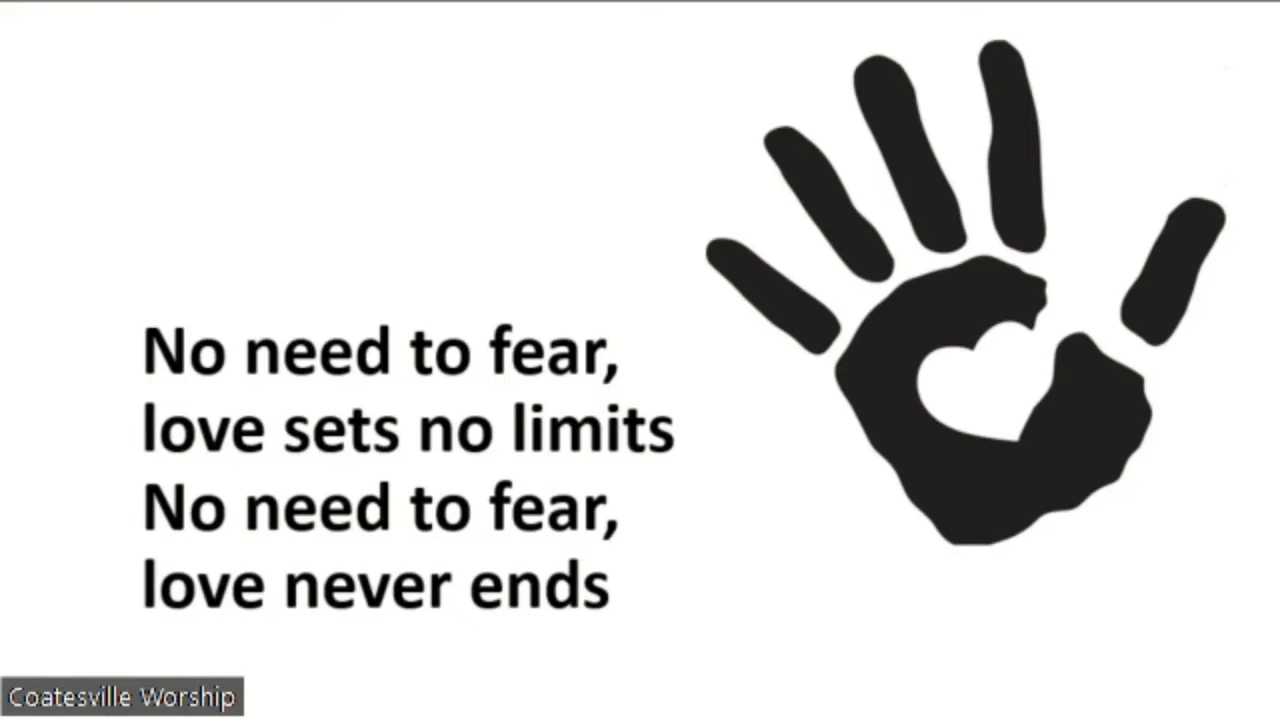 No need to fear,
love sets no limits
No need to fear,
love never ends
Coatesville Worship